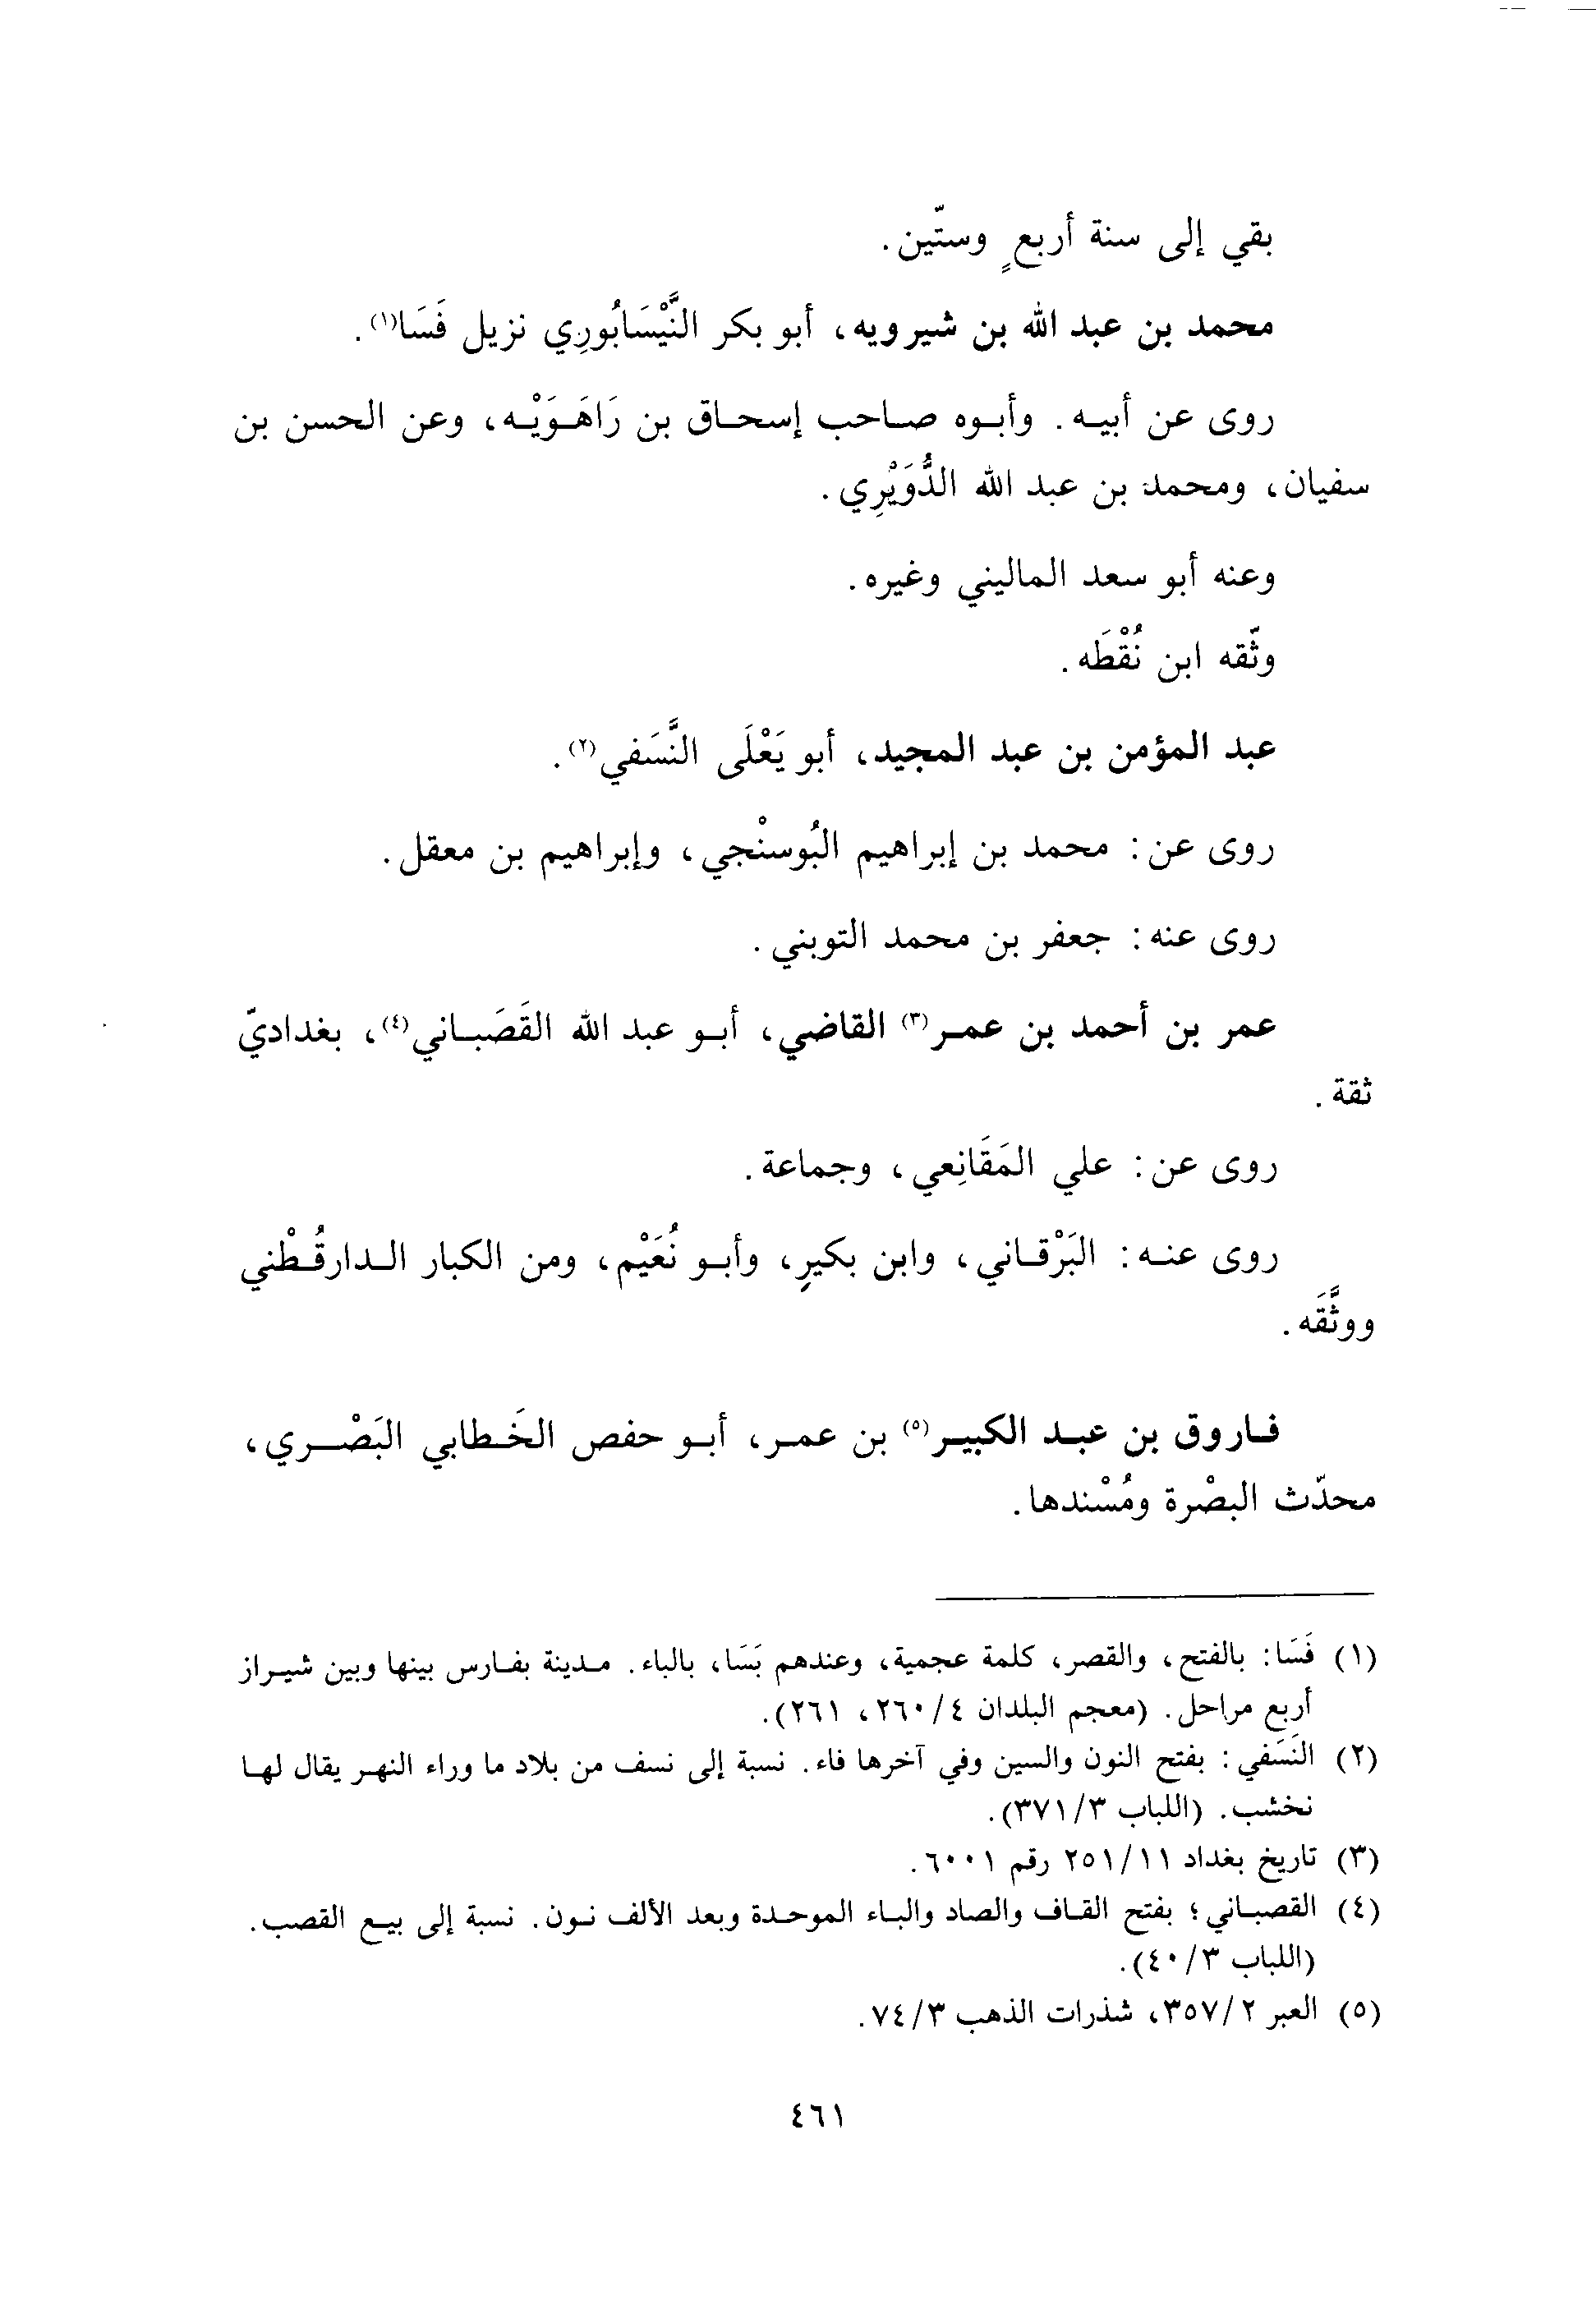 بقي إلى سنة أربعٍ وستّين.
محمد بن عبد الله بن شيرويه، أبو بكر النَّيْسَابُورِي نزيل فَسَا(١).
روى عن أبيه. وأبوه صاحب إسحاق بن رَاهَوَيْه، وعن الحسن بن
سفيان، ومحمد بن عبد الله الدُّوَيْرِي.
وعنه أبو سعد الماليني وغيره.
وثّقه ابن نُقْطَه.
عبد المؤمن بن عبد المجيد، أبو يَعْلَى النَّسَفي(٢).
روى عن: محمد بن إبراهيم البُوسنْجي، وإبراهيم بن معقل.
روى عنه: جعفر بن محمد التوبني.
عمر بن أحمد بن عمر(٣) القاضي، أبو عبد الله القَصَباني(٤)، بغداديّ
ثقة.
روى عن: علي المَقَانِعي، وجماعة.
روى عنه: البَرْقاني، وابن بكيرٍ، وأبو نُعَيْم، ومن الكبار الدارقُطْني
ووثَّقَه.
فاروق بن عبد الكبير(٥) بن عمر، أبو حفص الخَطابي البَصْري،
محدّث البصْرة ومُسْندها.
(١) فَسَا: بالفتح، والقصر، كلمة عجمية، وعندهم بَسَا، بالباء. مدينة بفارس بينها وبين شيراز
أربع مراحل. (معجم البلدان ٤/٢٦٠، ٢٦١).
(٢) النَسَفي: بفتح النون والسين وفي آخرها فاء. نسبة إلى نسف من بلاد ما وراء النهر يقال لها
نخشب. (اللباب ٣/٣٧١).
(٣) تاريخ بغداد ١١/٢٥١ رقم ٦٠٠١.
(٤) القصباني؛ بفتح القاف والصاد والباء الموحدة وبعد الألف نون. نسبة إلى بيع القصب.
(اللباب ٣/٤٠).
(٥) العبر ٢/٣٥٧، شذرات الذهب ٣/٧٤.
٤٦١